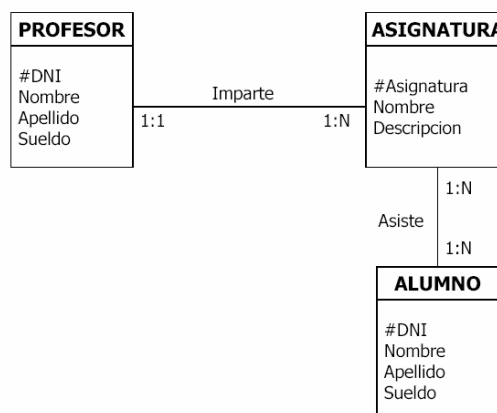 PROFESOR
#DNI
Nombre
Apellido
Sueldo
Imparte
1:1
1:N
ASIGNATURA
#Asignatura
Nombre
Descripcion
1:N
Asiste
1:N
ALUMNO
#DNI
Nombre
Apellido
Sueldo